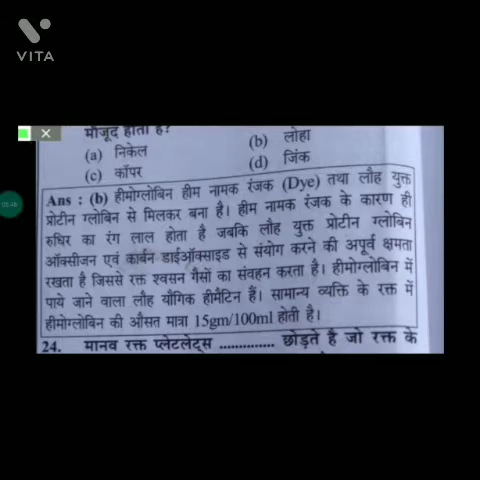 VITA
मौजूद होता है?
(a) निकेल (b) लोहा
(c) कॉपर (d) जिंक
Ans : (b) हीमोग्लोबिन हीम नामक रंजक (Dye) तथा लौह युक्त
प्रोटीन ग्लोबिन से मिलकर बना है। हीम नामक रंजक के कारण ही
रुधिर का रंग लाल होता है जबकि लौह युक्त प्रोटीन ग्लोबिन
ऑक्सीजन एवं कार्बन डाईऑक्साइड से संयोग करने की अपूर्व क्षमता
रखता है जिससे रक्त श्वसन गैसों का संवहन करता है। हीमोग्लोबिन में
पाये जाने वाला लौह यौगिक हीमैटिन हैं। सामान्य व्यक्ति के रक्त में
हीमोग्लोबिन की औसत मात्रा 15gm/100ml होती है।
24. मानव रक्त प्लेटलेट्स .............. छोड़ते है जो रक्त के